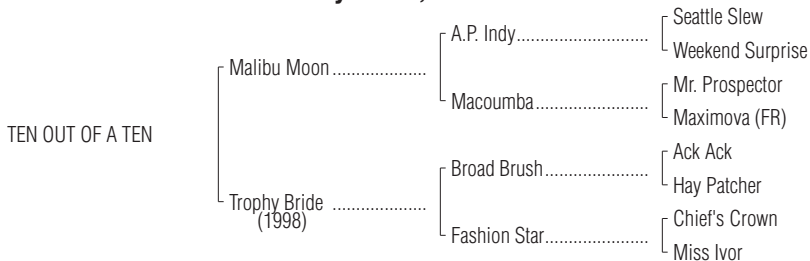 Seattle Slew
A.P. Indy
Weekend Surprise
Malibu Moon
Mr. Prospector
Macoumba
Maximova (FR)
TEN OUT OF A TEN
Ack Ack
Broad Brush
Hay Patcher
Trophy Bride
(1998)
Chief's Crown
Fashion Star
Miss Ivor